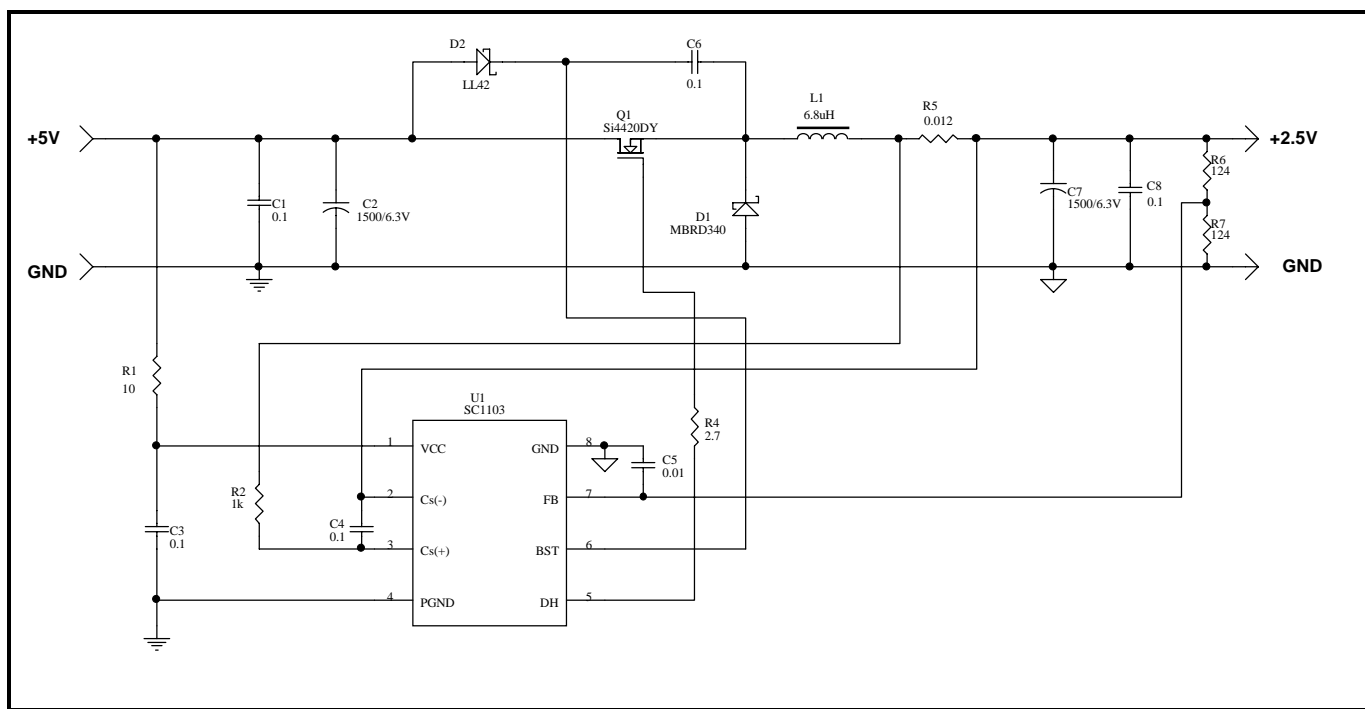 D2
LL42
C6
0.1
L1
6.8uH
R5
0.012
Q1
Si4420DY
+5V
+2.5V
R6
124
C1
0.1
C2
1500/6.3V
D1
MBRD340
C7
1500/6.3V
C8
0.1
R7
124
GND
GND
R1
10
U1
SC1103
R4
2.7
1
VCC
GND
8
C5
0.01
R2
1k
2
Cs(-)
FB
7
C3
0.1
C4
0.1
3
Cs(+)
BST
6
4
PGND
DH
5